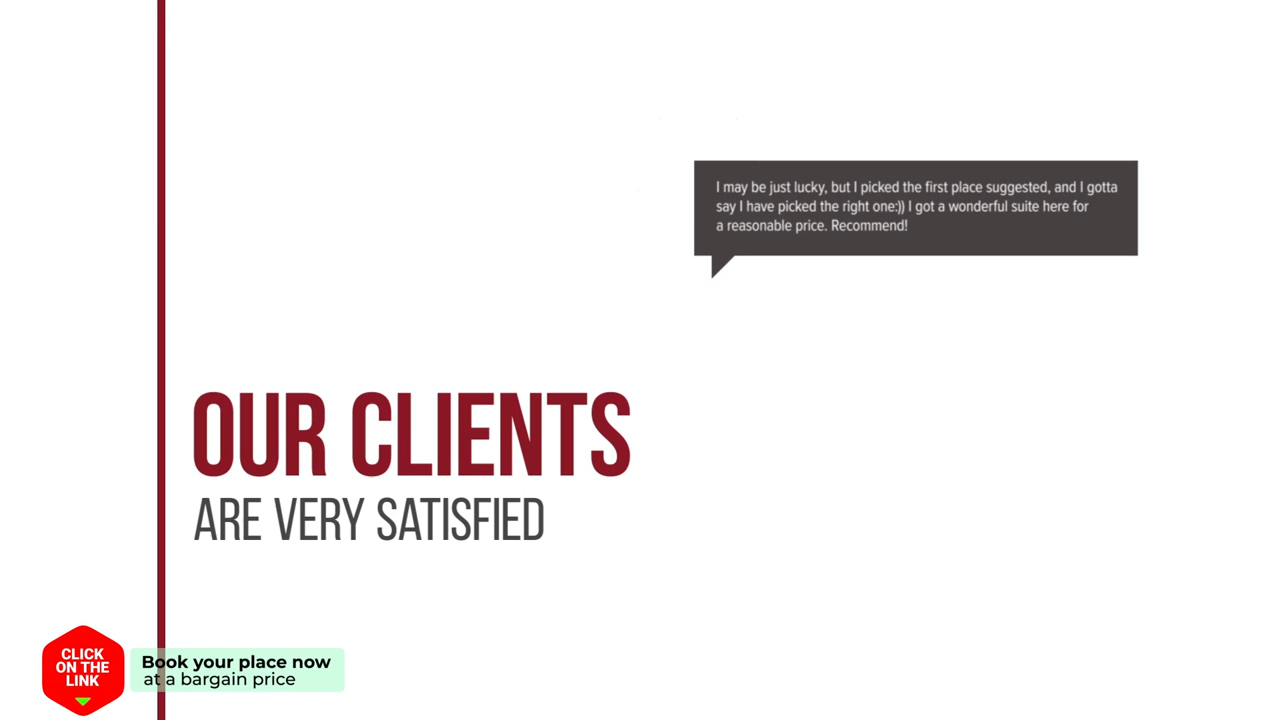 I may be just lucky, but I picked the first place suggested, and I gotta
say I have picked the right one:)) I got a wonderful suite here for
a reasonable price. Recommend!
OUR CLIENTS
ARE VERY SATISFIED
CLICK
ON THE
LINK
Book your place now
at a bargain price